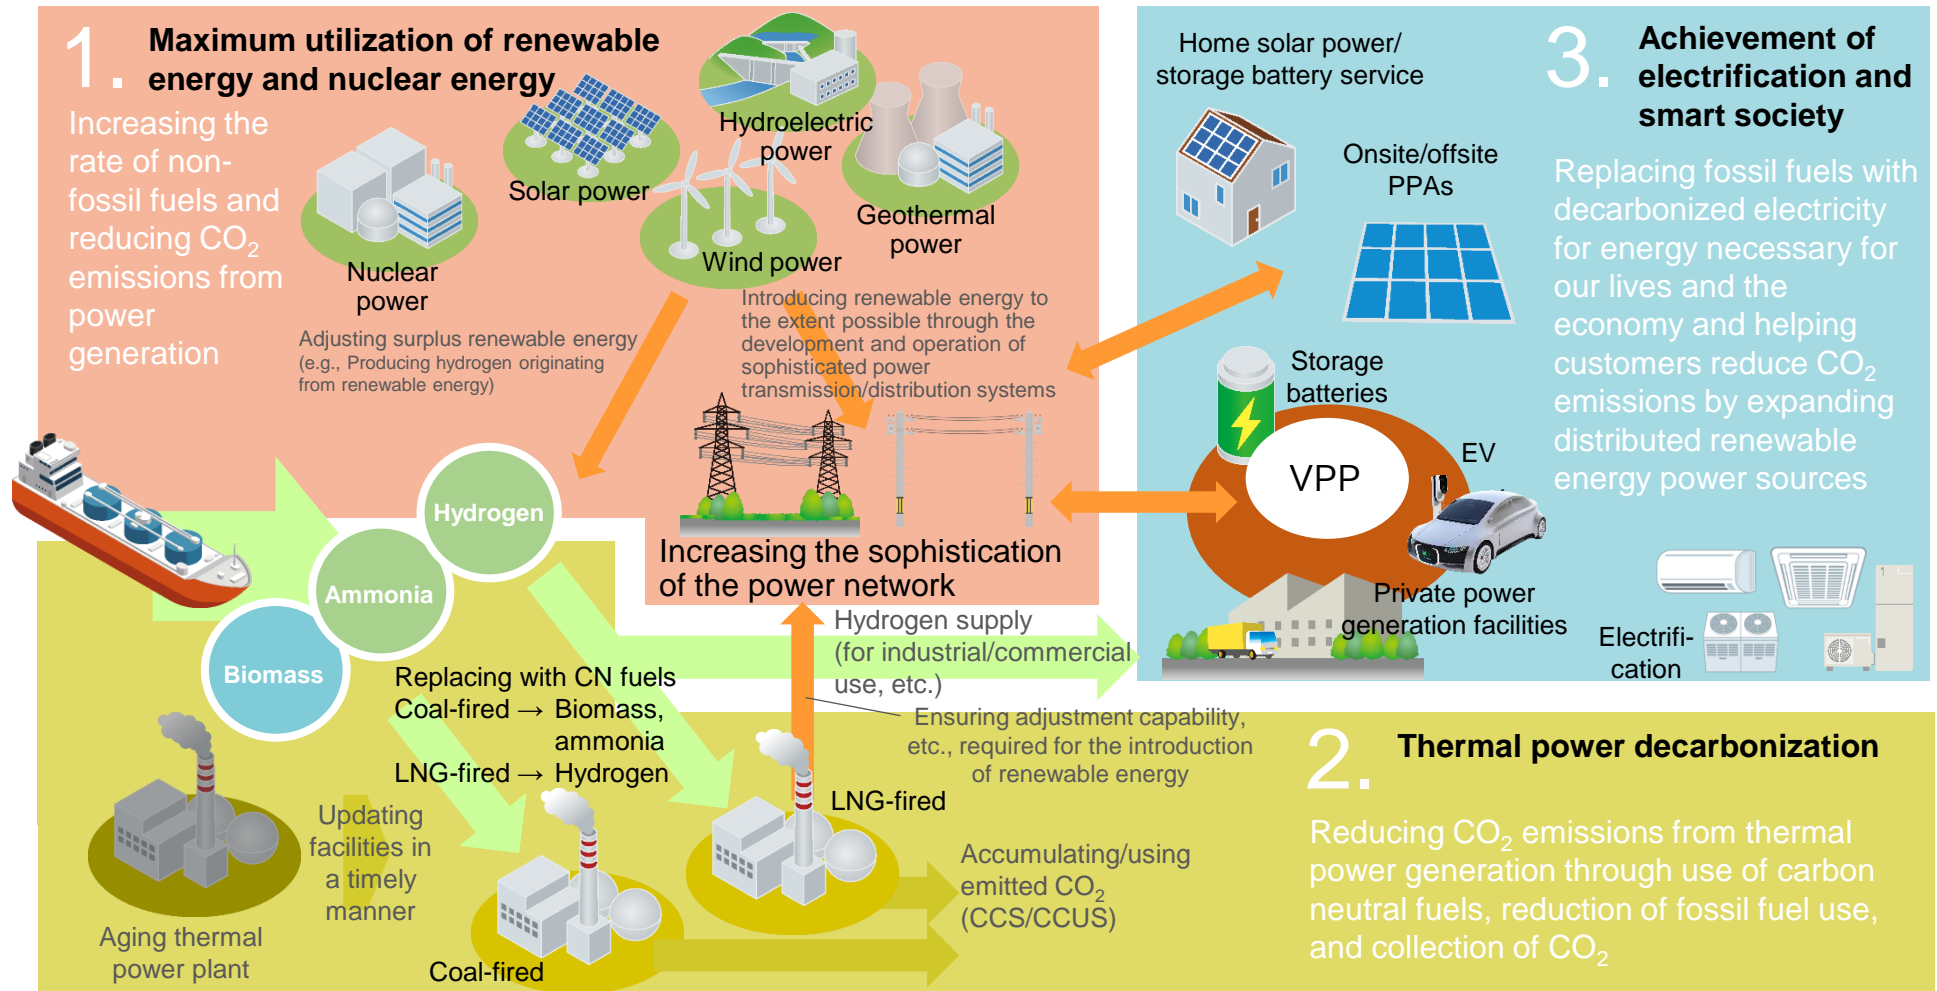 1.
Maximum utilization of renewable
energy and nuclear energy
Increasing the
rate of non-
fossil fuels and
reducing CO₂
emissions from
power
generation
Nuclear
power
Solar power
Hydroelectric
power
Wind power
Geothermal
power
Adjusting surplus renewable energy
(e.g., Producing hydrogen originating
from renewable energy)
Introducing renewable energy to
the extent possible through the
development and operation of
sophisticated power
transmission/distribution systems
Increasing the sophistication
of the power network
3.
Achievement of
electrification and
smart society
Home solar power/
storage battery service
Onsite/offsite
PPAs
Replacing fossil fuels with
decarbonized electricity
for energy necessary for
our lives and the
economy and helping
customers reduce CO₂
emissions by expanding
distributed renewable
energy power sources
Storage
batteries
VPP
EV
Private power
generation facilities
Electrifi-
cation
Hydrogen
Ammonia
Biomass
Hydrogen supply
(for industrial/commercial
use, etc.)
Replacing with CN fuels
Coal-fired → Biomass,
ammonia
LNG-fired → Hydrogen
Ensuring adjustment capability,
etc., required for the introduction
of renewable energy
2.
Thermal power decarbonization
Reducing CO₂ emissions from thermal
power generation through use of carbon
neutral fuels, reduction of fossil fuel use,
and collection of CO₂
Aging thermal
power plant
Updating
facilities in
a timely
manner
Coal-fired
LNG-fired
Accumulating/using
emitted CO₂
(CCS/CCUS)